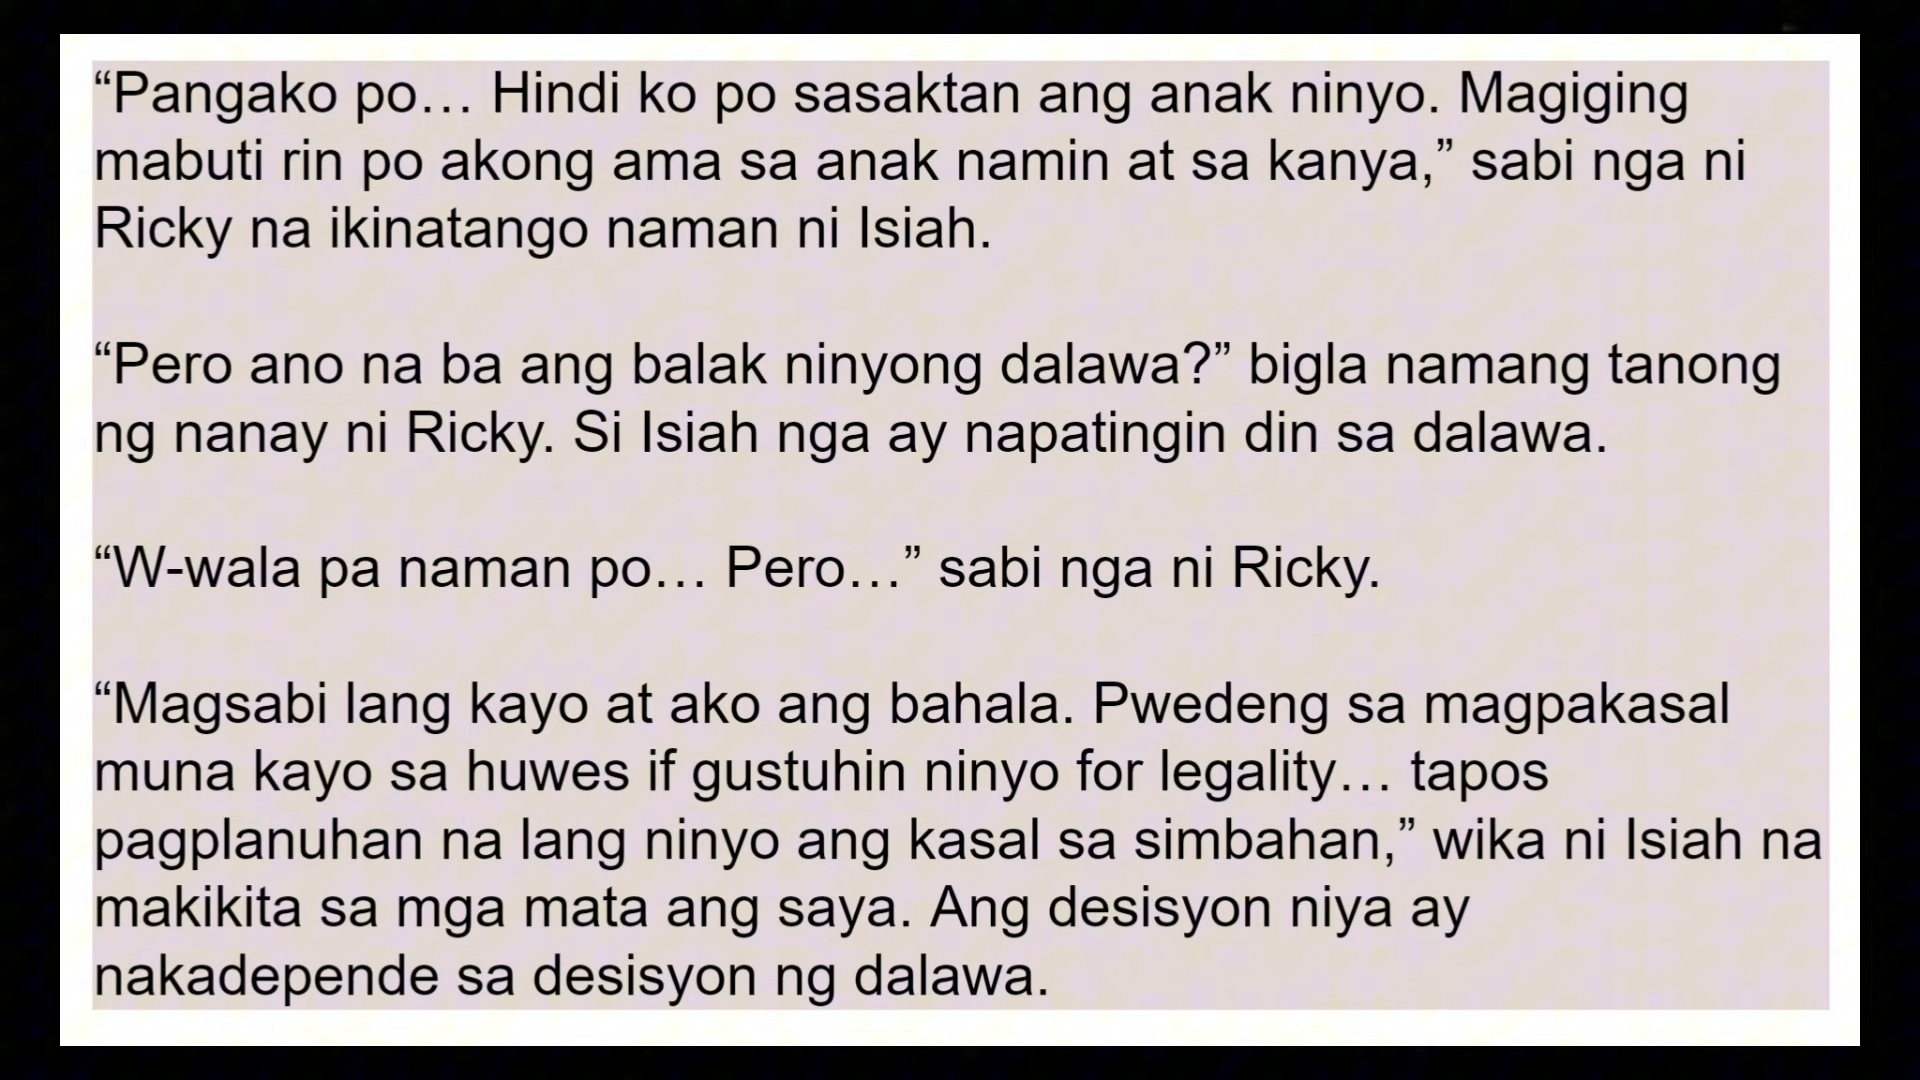 “Pangako po… Hindi ko po sasaktan ang anak ninyo. Magiging
mabuti rin po akong ama sa anak namin at sa kanya,” sabi nga ni
Ricky na ikinatango naman ni Isiah.
“Pero ano na ba ang balak ninyong dalawa?” bigla namang tanong
ng nanay ni Ricky. Si Isiah nga ay napatingin din sa dalawa.
“W-wala pa naman po… Pero…” sabi nga ni Ricky.
“Magsabi lang kayo at ako ang bahala. Pwedeng sa magpakasal
muna kayo sa huwes if gustuhin ninyo for legality… tapos
pagplanuhan na lang ninyo ang kasal sa simbahan,” wika ni Isiah na
makikita sa mga mata ang saya. Ang desisyon niya ay
nakadepende sa desisyon ng dalawa.